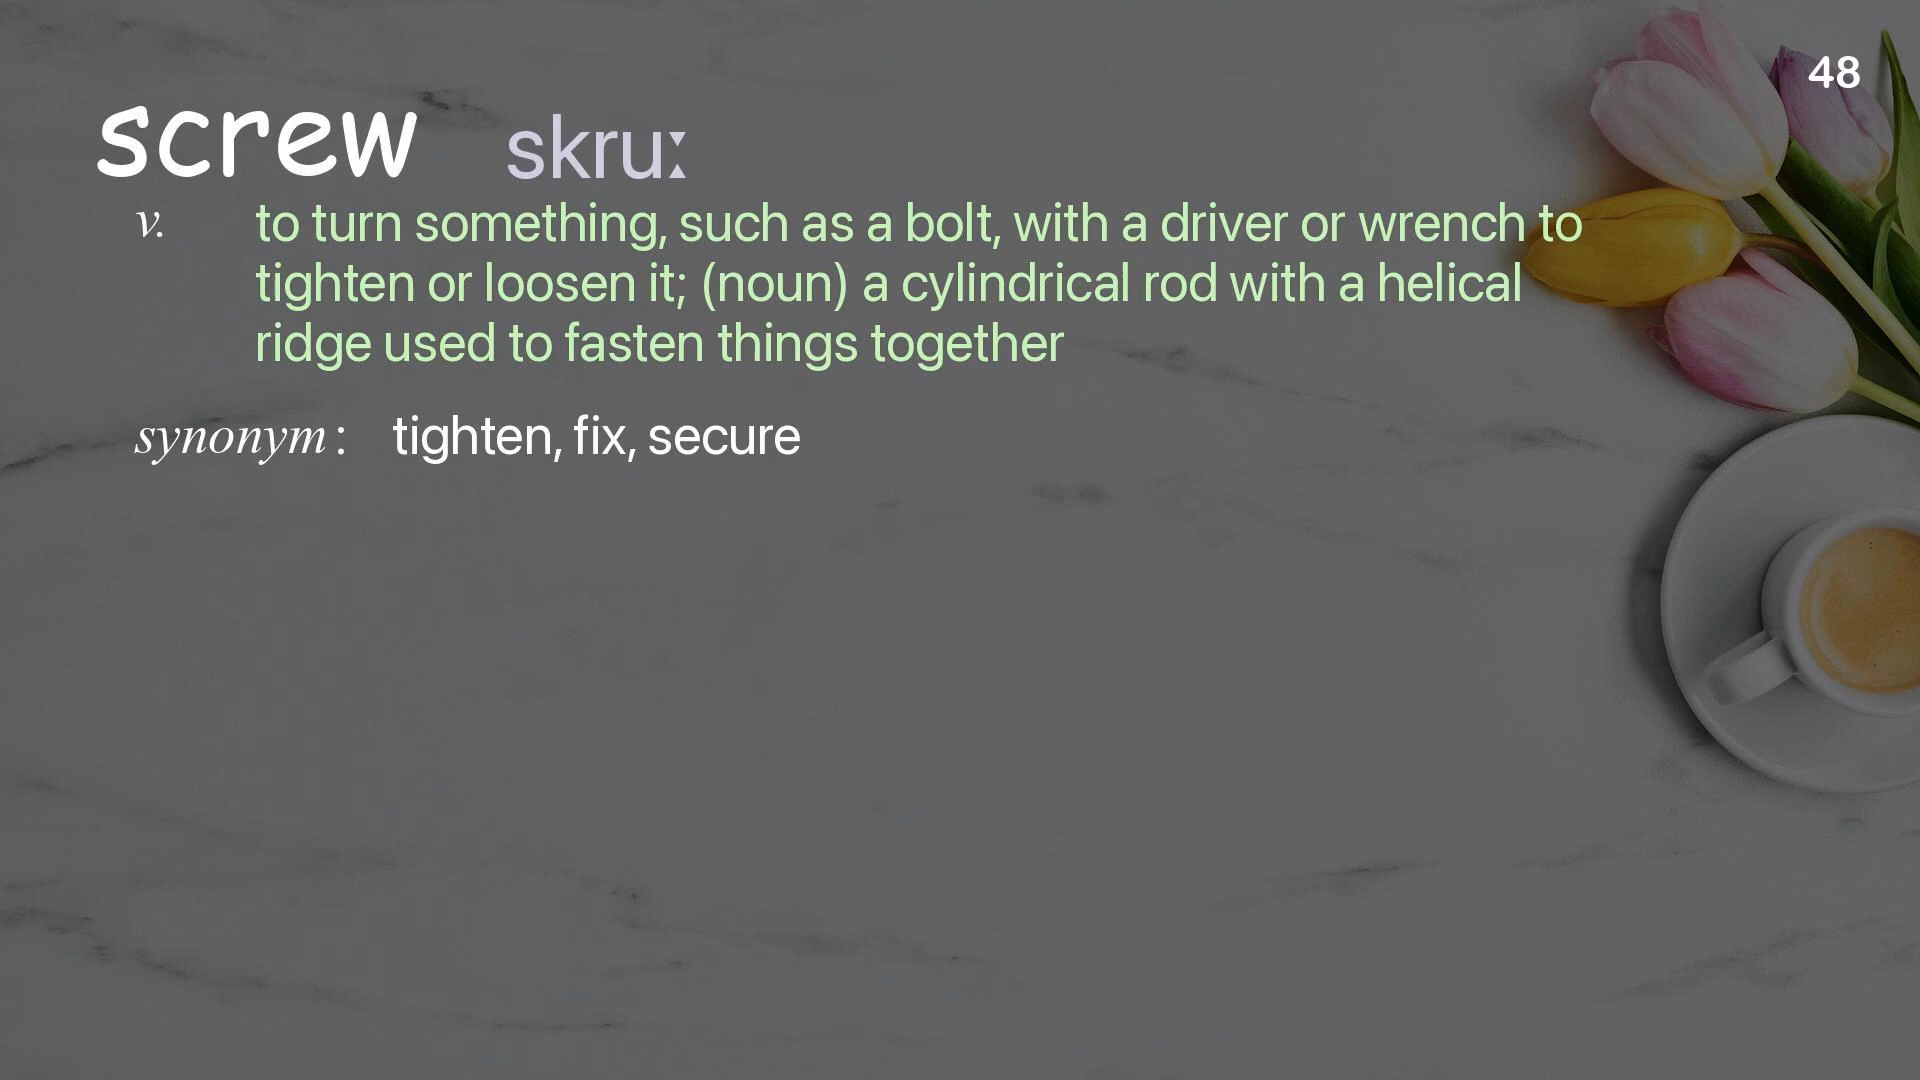 48
screw skruː
v. to turn something, such as a bolt, with a driver or wrench to
tighten or loosen it; (noun) a cylindrical rod with a helical
ridge used to fasten things together
synonym : tighten, fix, secure